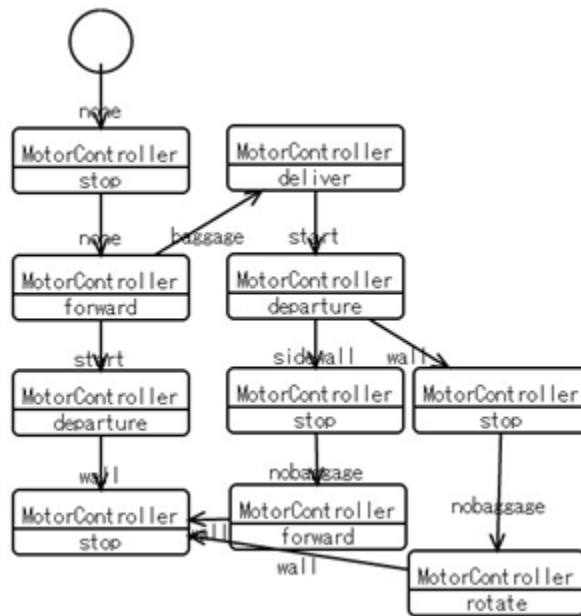 none
MotorController
stop
MotorController
deliver
none
baggage
start
MotorController
forward
MotorController
departure
start
sidewall
wall
MotorController
departure
MotorController
stop
MotorController
stop
wall
nobaggage
nobaggage
MotorController
stop
MotorController
forward
wall
wall
MotorController
rotate